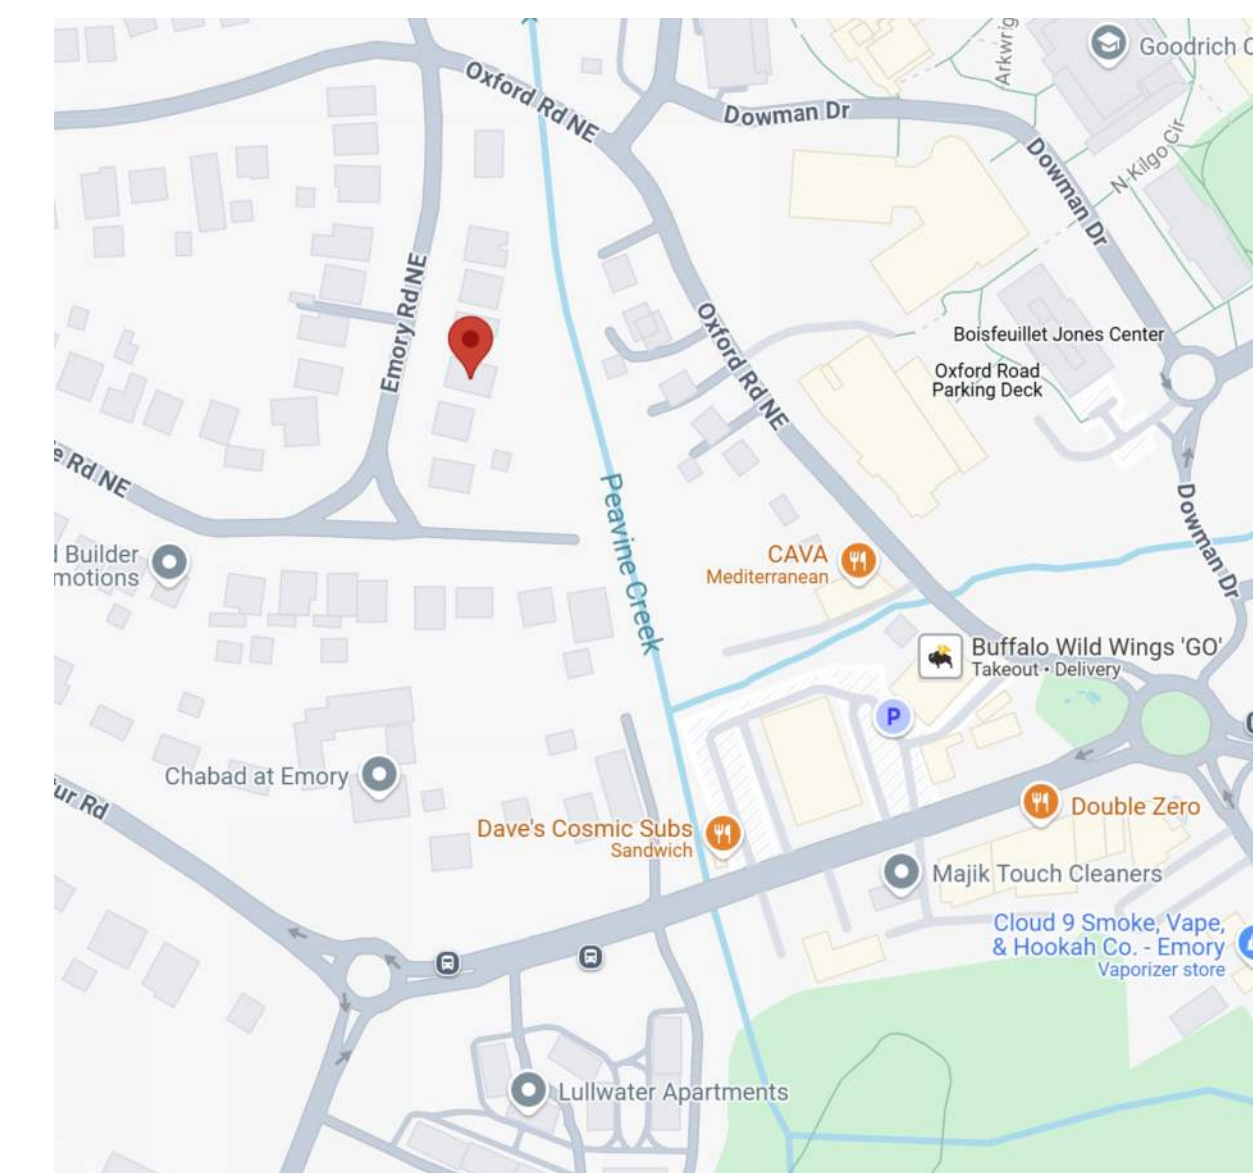 Oxford Rd NE
Dowman Dr
Arkwrig
Goodrich C
N Kilgo Cir
Dowman Dr
Emory Rd NE
Oxford Rd NE
Boisfeuillet Jones Center
Oxford Road
Parking Deck
e Rd NE
Peavine Creek
Dowman Dr
d Builder
motions
CAVA
Mediterranean
Buffalo Wild Wings 'GO'
Takeout • Delivery
P
Chabad at Emory
ur Rd
Dave's Cosmic Subs
Sandwich
Double Zero
Majik Touch Cleaners
Cloud 9 Smoke, Vape,
& Hookah Co. - Emory
Vaporizer store
Lullwater Apartments